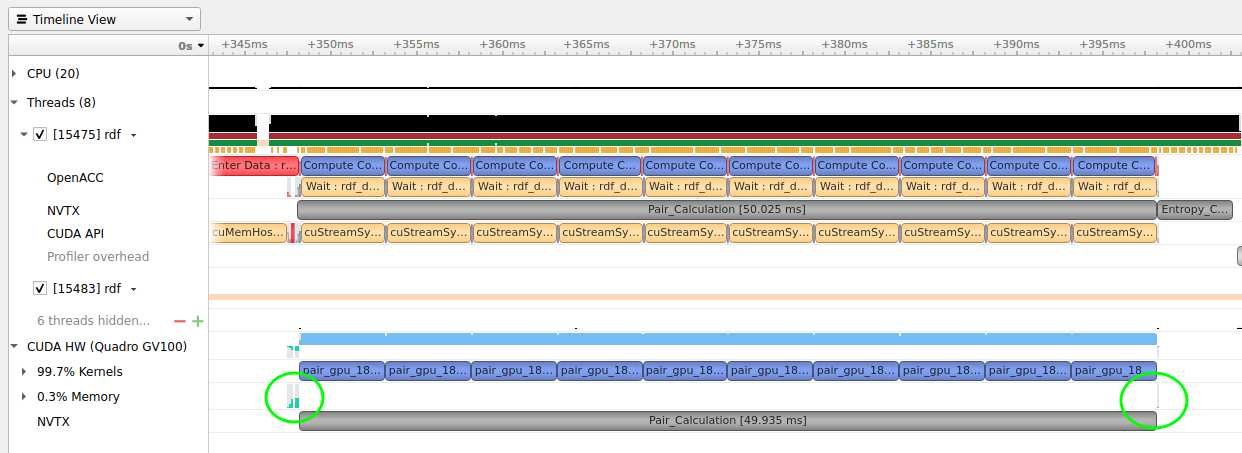 Timeline View
0s +345ms +350ms +355ms +360ms +365ms +370ms +375ms +380ms +385ms +390ms +395ms +400ms
CPU (20)
Threads (8)
[15475] rdf
OpenACC
Enter Data : r... Compute Co... Compute Co... Compute Co... Compute C... Compute Co... Compute Co... Compute Co... Compute Co... Compute Co... Compute C...
Wait : rdf_d... Wait : rdf_d... Wait : rdf_d... Wait : rdf_d... Wait : rdf_d... Wait : rdf_d... Wait : rdf_d... Wait : rdf_d... Wait : rdf_d... Wait : rdf_d...
NVTX Pair_Calculation [50.025 ms] Entropy_C...
CUDA API cuMemHos... cuStreamSy... cuStreamSy... cuStreamSy... cuStreamSy... cuStreamSy... cuStreamSy... cuStreamSy... cuStreamSy... cuStreamSy... cuStreamSy...
Profiler overhead
[15483] rdf
6 threads hidden...
CUDA HW (Quadro GV100)
99.7% Kernels pair_gpu_18... pair_gpu_18... pair_gpu_18... pair_gpu_18... pair_gpu_18... pair_gpu_18... pair_gpu_18... pair_gpu_18... pair_gpu_18... pair_gpu_18
0.3% Memory
NVTX Pair_Calculation [49.935 ms]